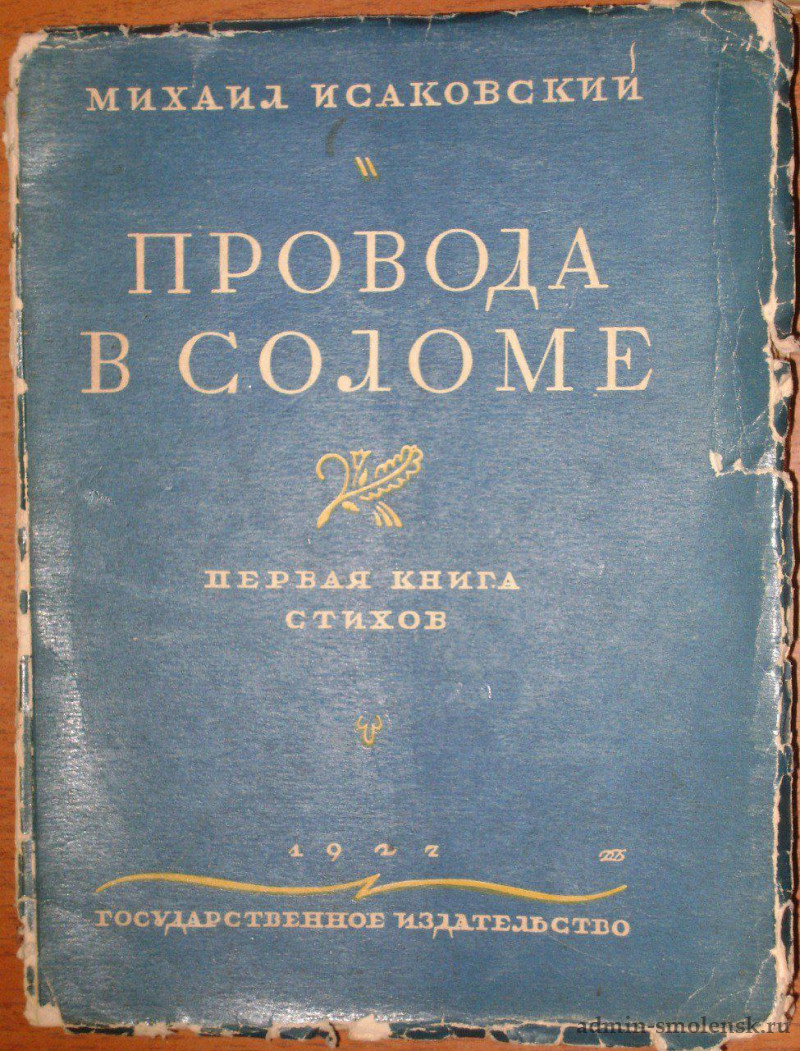 МИХАИЛ ИСАКОВСКИЙ
ПРОВОДА
В СОЛОМЕ
ПЕРВАЯ КНИГА
СТИХОВ
1927
ГОСУДАРСТВЕННОЕ ИЗДАТЕЛЬСТВО
admin-smolensk.ru